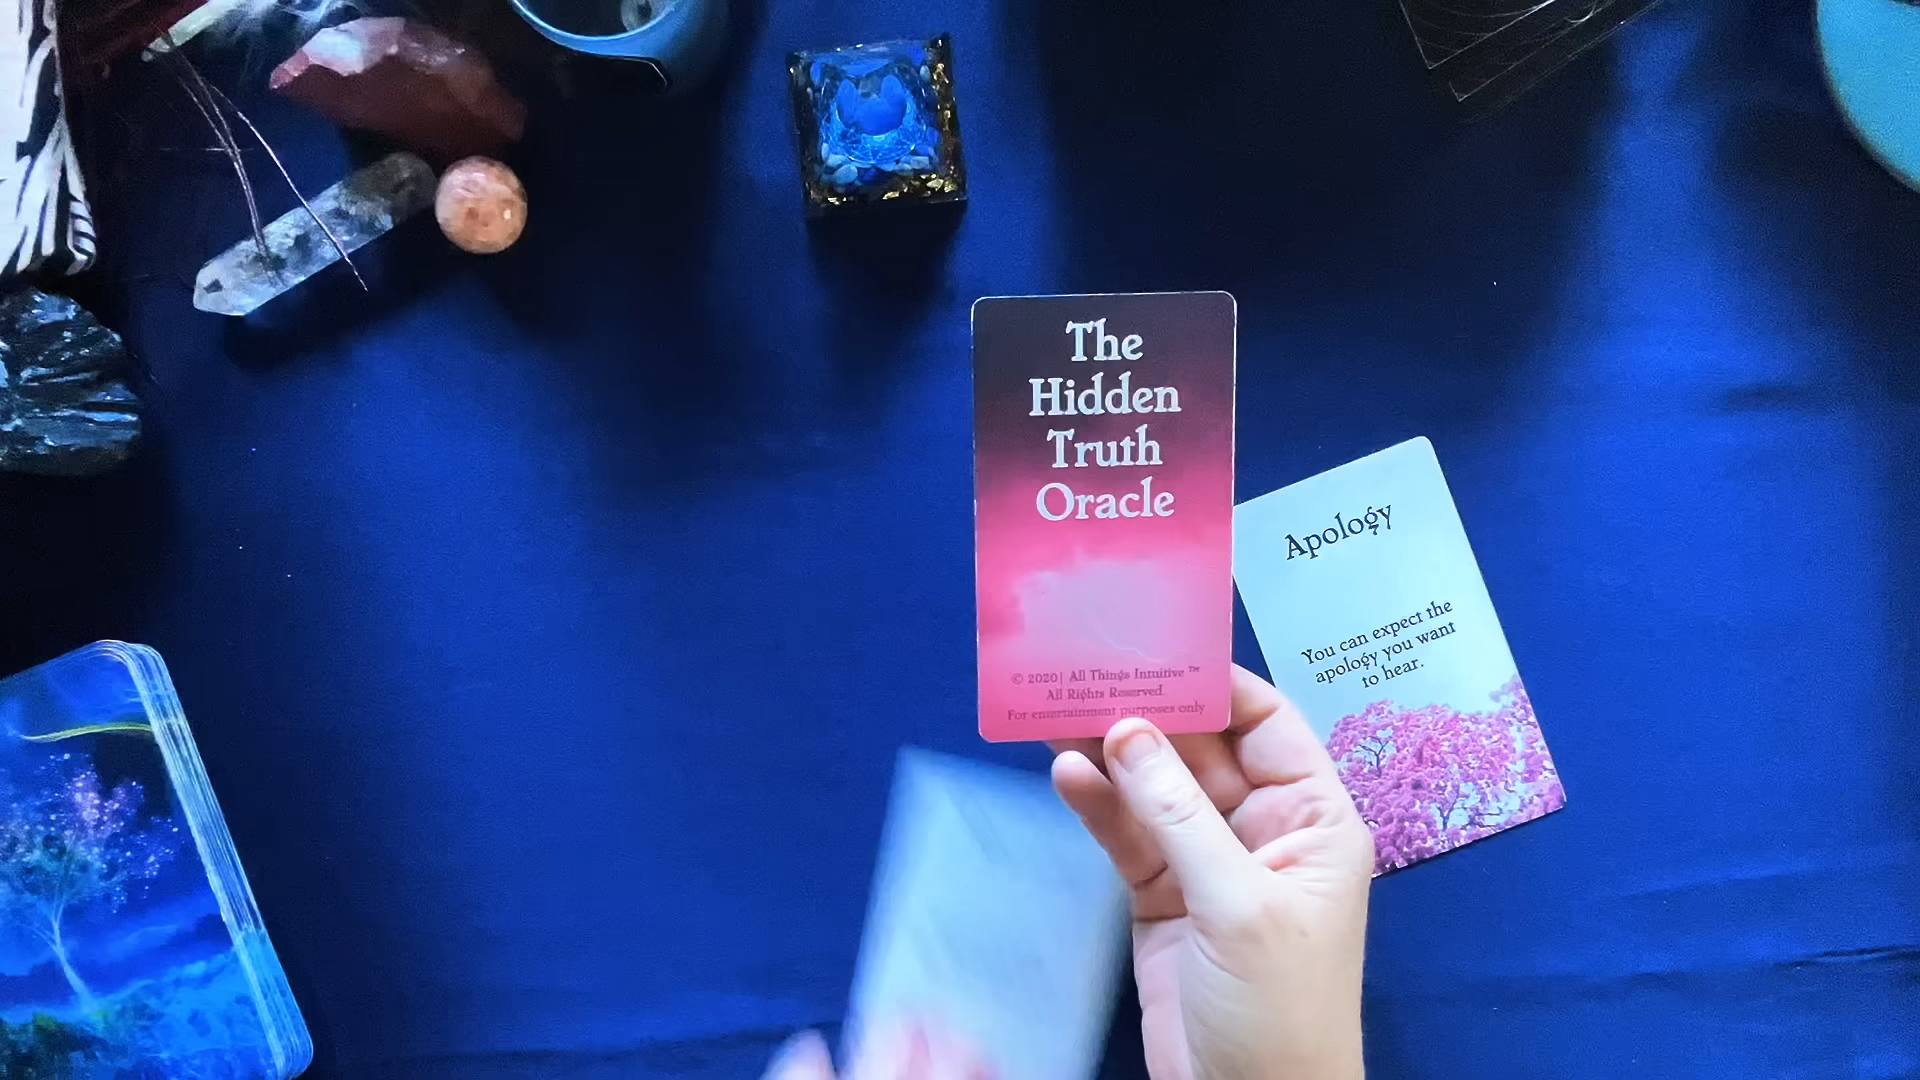 The
Hidden
Truth
Oracle
© 2020| All Things Intuitive ™
All Rights Reserved.
For entertainment purposes only
Apology
You can expect the
apology you want
to hear.